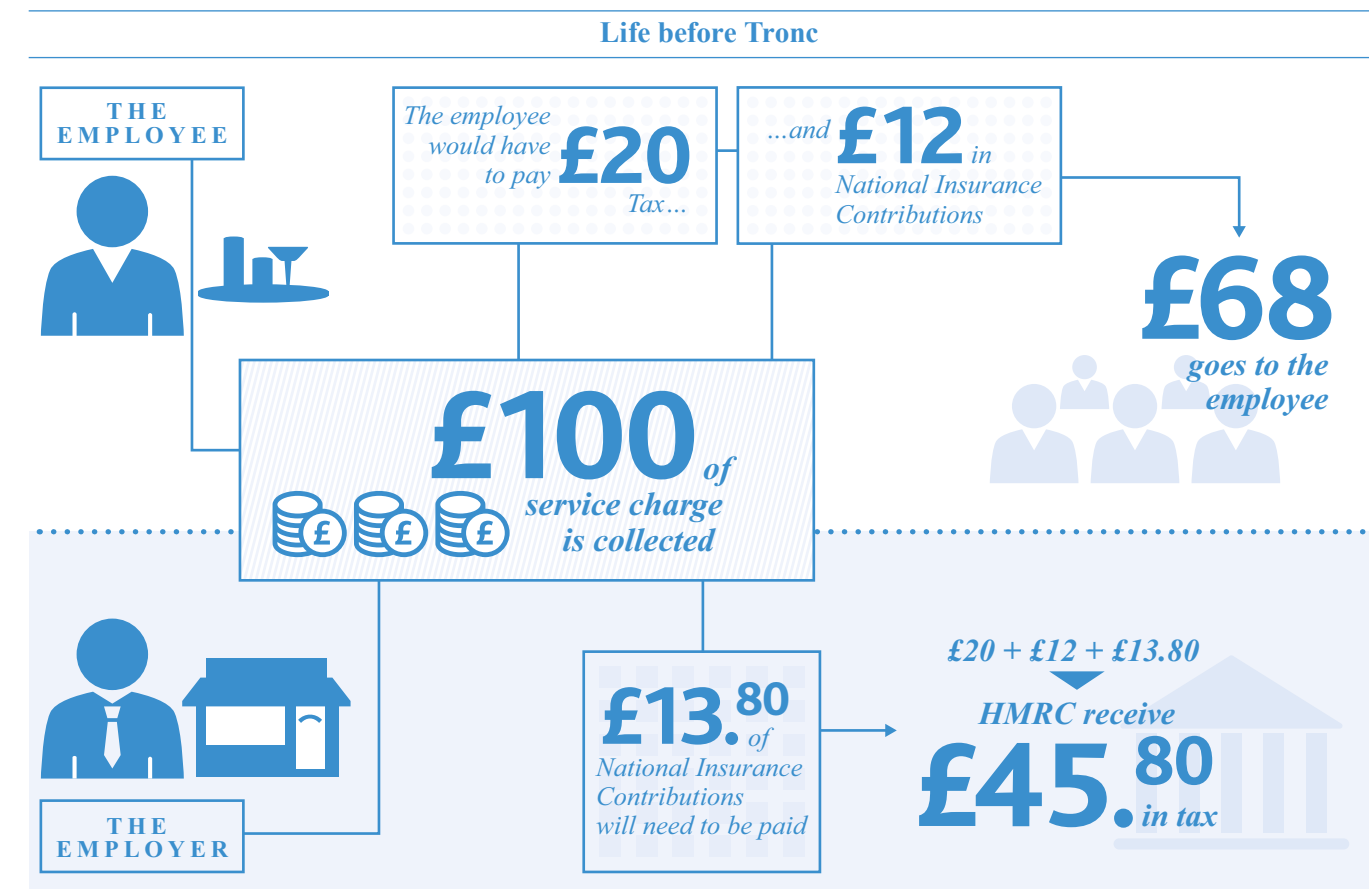 Life before Tronc
THE
EMPLOYEE
The employee
would have
to pay £20
Tax...
...and £12 in
National Insurance
Contributions
£68
goes to the
employee
£100 of
service charge
is collected
£ £ £
£13.80 of
National Insurance
Contributions
will need to be paid
£20 + £12 + £13.80
HMRC receive
£45.80
in tax
THE
EMPLOYER